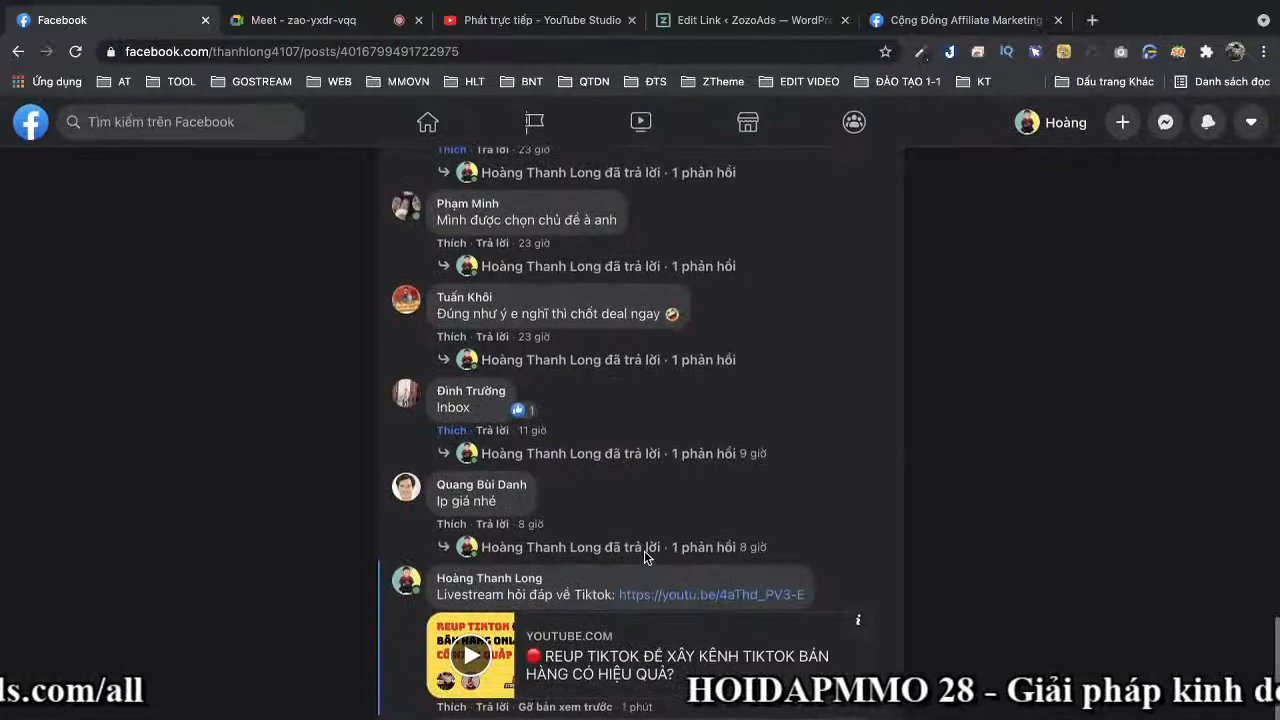 Facebook
Meet - zao-yxdr-vqq
Phát trực tiếp - YouTube Studio
Edit Link ‹ ZozoAds — WordPre
Cộng Đồng Affiliate Marketing
facebook.com/thanhlong4107/posts/4016799491722975
Ứng dụng
AT
TOOL
GOSTREAM
WEB
MMOVN
HLT
BNT
QTDN
ĐTS
ZTheme
EDIT VIDEO
ĐÀO TẠO 1-1
KT
Dấu trang Khác
Danh sách đọc
Tìm kiếm trên Facebook
Hoàng
Thích · Trả lời · 23 giờ
Hoàng Thanh Long đã trả lời · 1 phản hồi
Phạm Minh
Mình được chọn chủ đề à anh
Thích · Trả lời · 23 giờ
Hoàng Thanh Long đã trả lời · 1 phản hồi
Tuấn Khôi
Đúng như ý e nghĩ thì chốt deal ngay 🤣
Thích · Trả lời · 23 giờ
Hoàng Thanh Long đã trả lời · 1 phản hồi
Đình Trường
Inbox
1
Thích · Trả lời · 11 giờ
Hoàng Thanh Long đã trả lời · 1 phản hồi 9 giờ
Quang Bùi Danh
Ip giá nhé
Thích · Trả lời · 8 giờ
Hoàng Thanh Long đã trả lời · 1 phản hồi 8 giờ
Hoàng Thanh Long
Livestream hỏi đáp về Tiktok: https://youtu.be/4aThd_PV3-E
REUP TIKTOK
BÁN HÀNG ONL
YOUTUBE.COM
🔴 REUP TIKTOK ĐỂ XÂY KÊNH TIKTOK BÁN
HÀNG CÓ HIỆU QUẢ?
Thích · Trả lời · Gỡ bản xem trước · 1 phút
ds.com/all
HOIDAPMMO 28 - Giải pháp kinh do